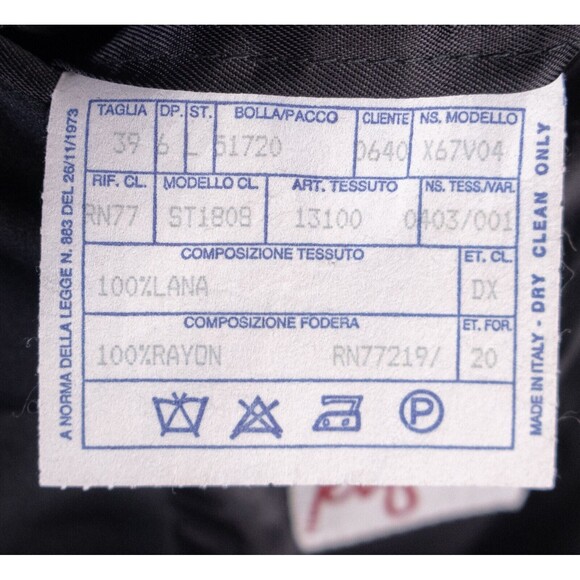 A NORMA DELLA LEGGE N. 883 DEL 26/11/1973
TAGLIA DP. ST. BOLLA/PACCO CLIENTE NS. MODELLO
39 6 L 51720 0640 X67V04
RIF. CL. MODELLO CL. ART. TESSUTO NS. TESS./VAR.
RN77 ST1808 13100 0403/001
COMPOSIZIONE TESSUTO ET. CL.
100%LANA DX
COMPOSIZIONE FODERA ET. FOR.
100%RAYON RN77219/ 20
P
MADE IN ITALY - DRY CLEAN ONLY